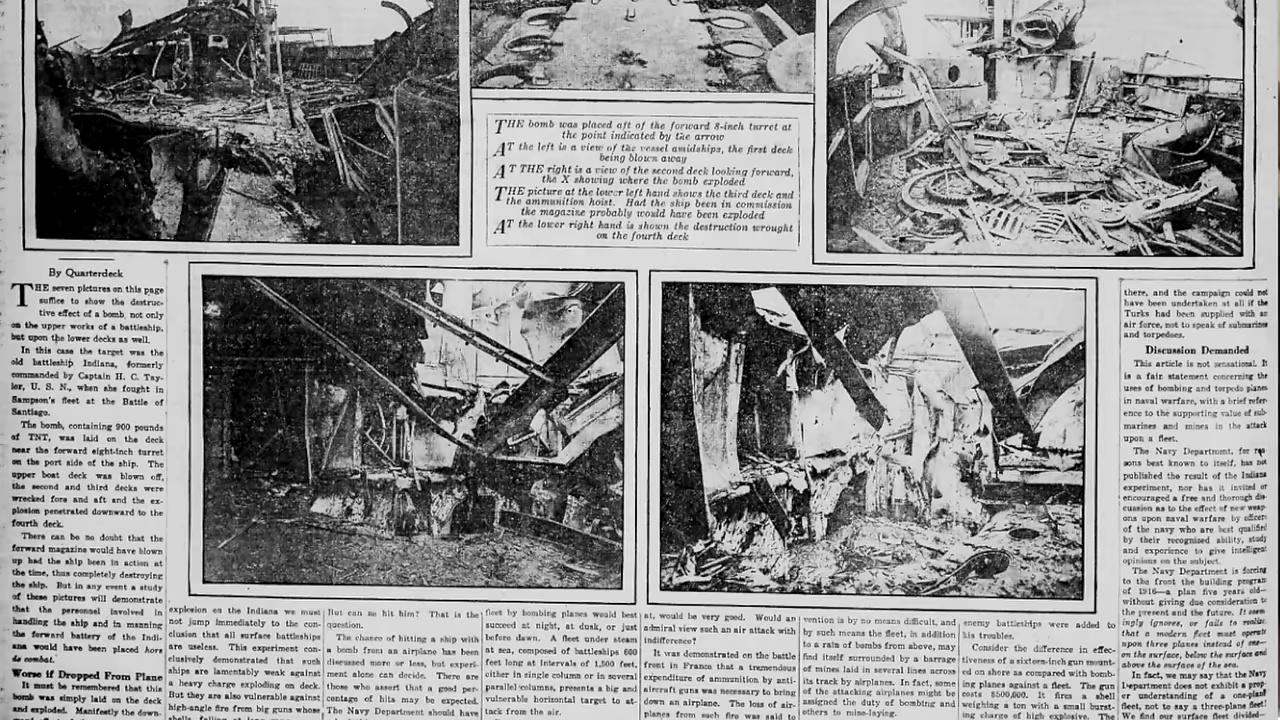 THE bomb was placed aft of the forward 8-inch turret at
the point indicated by the arrow
AT the left is a view of the vessel amidships, the first deck
being blown away
AT THE right is a view of the second deck looking forward,
the X showing where the bomb exploded
THE picture at the lower left hand shows the third deck and
the ammunition hoist. Had the ship been in commission
the magazine probably would have been exploded
AT the lower right hand is shown the destruction wrought
on the fourth deck
By Quarterdeck
THE seven pictures on this page
suffice to show the destruc-
tive effect of a bomb, not only
on the upper works of a battleship,
but upon the lower decks as well.
In this case the target was the
old battleship Indiana, formerly
commanded by Captain H. C. Tay-
lor, U. S. N., when she fought in
Sampson's fleet at the Battle of
Santiago.
The bomb, containing 900 pounds
of TNT, was laid on the deck
near the forward eight-inch turret
on the port side of the ship. The
upper boat deck was blown off,
the second and third decks were
wrecked fore and aft and the ex-
plosion penetrated downward to the
fourth deck.
There can be no doubt that the
forward magazine would have blown
up had the ship been in action at
the time, thus completely destroying
the ship. But in any event a study
of these pictures will demonstrate
that the personnel involved in
handling the ship and in manning
the forward battery of the Indi-
ana would have been placed hors
de combat.
Worse if Dropped From Plane
It must be remembered that this
bomb was simply laid on the deck
and exploded. Manifestly the down-
explosion on the Indiana we must
not jump immediately to the con-
clusion that all surface battleships
are useless. This experiment con-
clusively demonstrated that such
ships are lamentably weak against
a heavy charge exploding on deck.
But they are also vulnerable against
high-angle fire from big guns whose
But can we hit him? That is the
question.
The chance of hitting a ship with
a bomb from an airplane has been
discussed more or less, but experi-
ment alone can decide. There are
those who assert that a good per-
centage of hits may be expected.
The Navy Department should have
fleet by bombing planes would best
succeed at night, at dusk, or just
before dawn. A fleet under steam
at sea, composed of battleships 600
feet long at intervals of 1,500 feet,
either in single column or in several
parallel columns, presents a big and
vulnerable horizontal target to at-
tack from the air.
at, would be very good. Would an
admiral view such an air attack with
indifference?
It was demonstrated on the battle
front in France that a tremendous
expenditure of ammunition by anti-
aircraft guns was necessary to bring
down an airplane. The loss of air-
planes from such fire was said to
vention is by no means difficult, and
by such means the fleet, in addition
to a rain of bombs from above, may
find itself surrounded by a barrage
of mines laid in several lines across
its track by airplanes. In fact, some
of the attacking airplanes might be
assigned the duty of bombing and
others to mine-laying.
enemy battleships were added to
his troubles.
Consider the difference in effec-
tiveness of a sixteen-inch gun mount-
ed on shore as compared with bomb-
ing planes against a fleet. The gun
costs $500,000. It fires a shell
weighing a ton with a small burst-
ing charge of high explosive. The
there, and the campaign could not
have been undertaken at all if the
Turks had been supplied with an
air force, not to speak of submarines
and torpedoes.
Discussion Demanded
This article is not sensational. It
is a fair statement concerning the
uses of bombing and torpedo planes
in naval warfare, with a brief refer-
ence to the supporting value of sub-
marines and mines in the attack
upon a fleet.
The Navy Department, for rea-
sons best known to itself, has not
published the result of the Indiana
experiment, nor has it invited or
encouraged a free and thorough dis-
cussion as to the effect of new weap-
ons upon naval warfare by officers
of the navy who are best qualified
by their recognized ability, study
and experience to give intelligent
opinions on the subject.
The Navy Department is forcing
to the front the building program
of 1916—a plan five years old—
without giving due consideration to
the present and the future. It seem-
ingly ignores, or fails to realize
that a modern fleet must operate
upon three planes instead of one—
on the surface, below the surface and
above the surface of the sea.
In fact, we may say that the Navy
Department does not exhibit a prop-
er understanding of a one-plane
fleet, not to say a three-plane fleet!
We find our surface fleet divided—